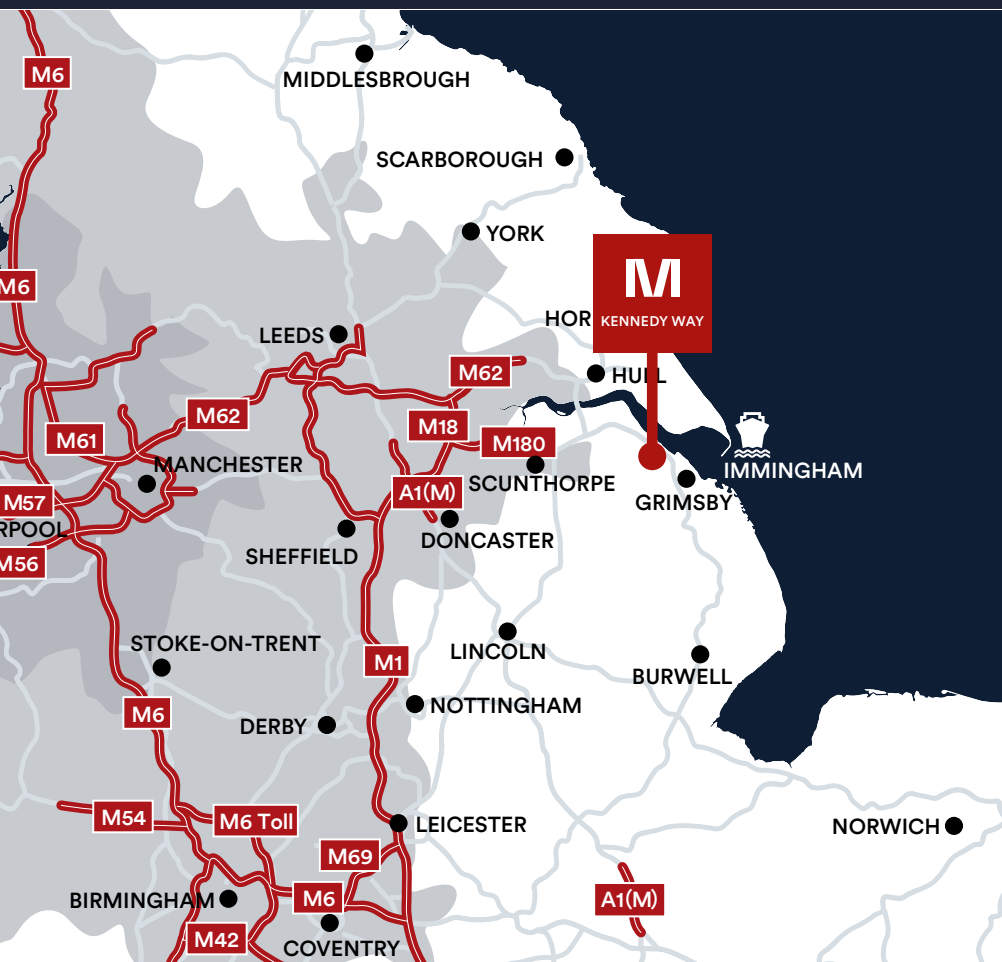 M6
MIDDLESBROUGH
SCARBOROUGH
YORK
M6
M
KENNEDY WAY
HOR
LEEDS
M62
HULL
M62
M18
M61
M180
MANCHESTER
IMMINGHAM
SCUNTHORPE
A1(M)
M57
GRIMSBY
RPOOL
DONCASTER
SHEFFIELD
M56
STOKE-ON-TRENT
LINCOLN
M1
BURWELL
NOTTINGHAM
M6
DERBY
M54
M6 Toll
LEICESTER
NORWICH
M69
BIRMINGHAM
M6
A1(M)
M42
COVENTRY